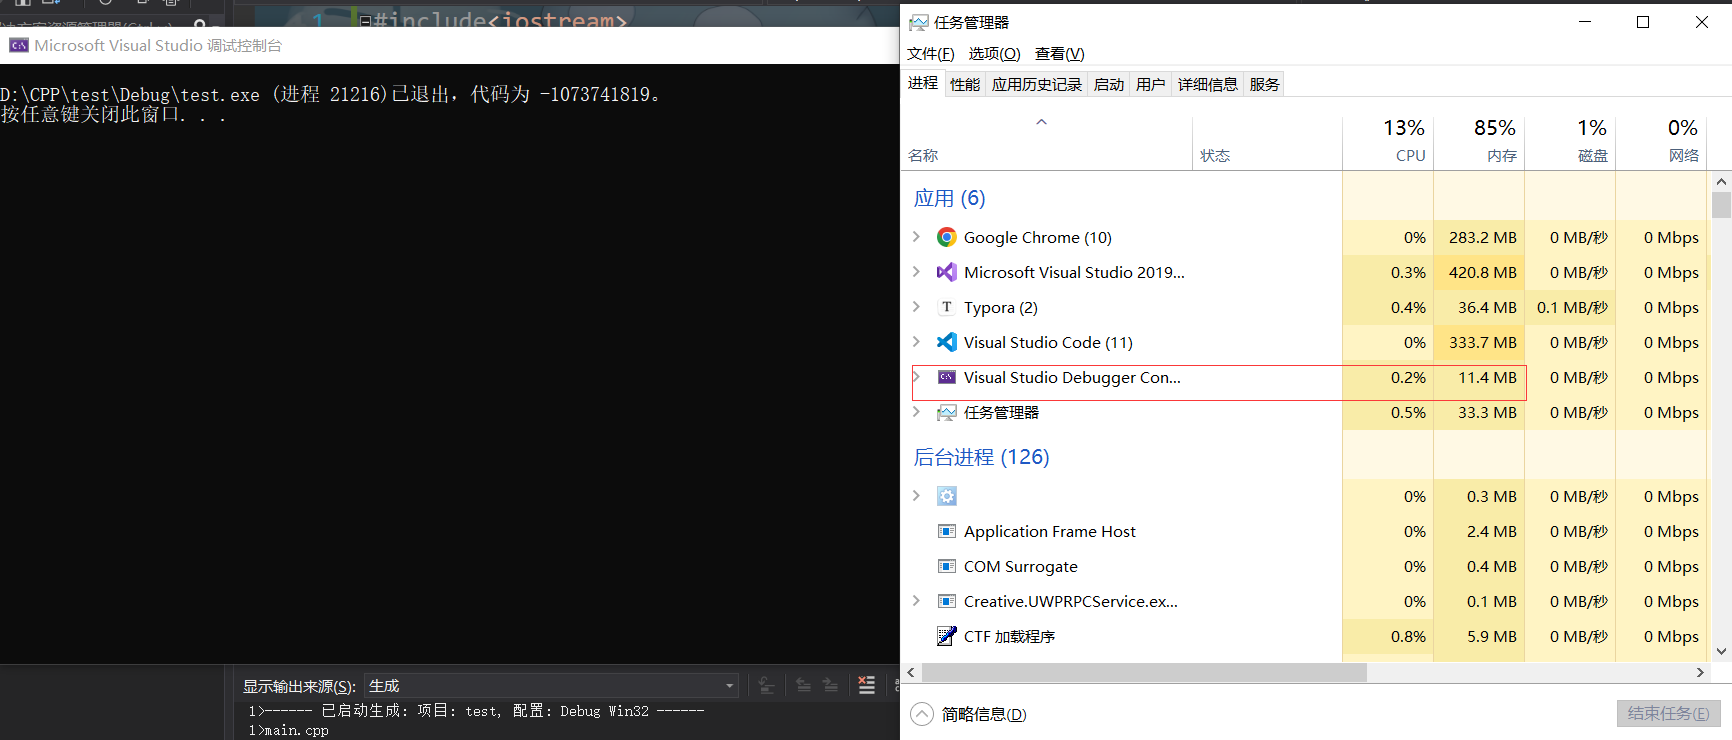 1 #include<iostream>
Microsoft Visual Studio 调试控制台
D:\CPP\test\Debug\test.exe (进程 21216)已退出，代码为 -1073741819。
按任意键关闭此窗口. . .
显示输出来源(S): 生成
1>------ 已启动生成: 项目: test, 配置: Debug Win32 ------
1>main.cpp
任务管理器
文件(F) 选项(O) 查看(V)
进程 性能 应用历史记录 启动 用户 详细信息 服务
13% 85% 1% 0%
名称 状态 CPU 内存 磁盘 网络
应用 (6)
Google Chrome (10) 0% 283.2 MB 0 MB/秒 0 Mbps
Microsoft Visual Studio 2019... 0.3% 420.8 MB 0 MB/秒 0 Mbps
Typora (2) 0.4% 36.4 MB 0.1 MB/秒 0 Mbps
Visual Studio Code (11) 0% 333.7 MB 0 MB/秒 0 Mbps
Visual Studio Debugger Con... 0.2% 11.4 MB 0 MB/秒 0 Mbps
任务管理器 0.5% 33.3 MB 0 MB/秒 0 Mbps
后台进程 (126)
0% 0.3 MB 0 MB/秒 0 Mbps
Application Frame Host 0% 2.4 MB 0 MB/秒 0 Mbps
COM Surrogate 0% 0.4 MB 0 MB/秒 0 Mbps
Creative.UWPRPCService.ex... 0% 0.1 MB 0 MB/秒 0 Mbps
CTF 加载程序 0.8% 5.9 MB 0 MB/秒 0 Mbps
简略信息(D) 结束任务(E)